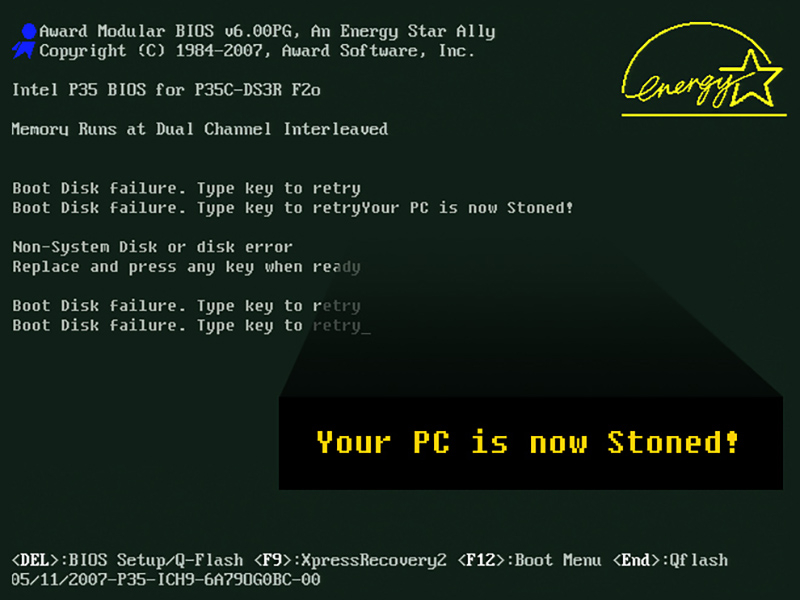 Award Modular BIOS v6.00PG, An Energy Star Ally
Copyright (C) 1984-2007, Award Software, Inc.
energy
Intel P35 BIOS for P35C-DS3R F2o
Memory Runs at Dual Channel Interleaved
Boot Disk failure. Type key to retry
Boot Disk failure. Type key to retryYour PC is now Stoned!
Non-System Disk or disk error
Replace and press any key when ready
Boot Disk failure. Type key to retry
Boot Disk failure. Type key to retry_
Your PC is now Stoned!
<DEL>:BIOS Setup/Q-Flash <F9>:XpressRecovery2 <F12>:Boot Menu <End>:Qflash
05/11/2007-P35-ICH9-6A79OG0BC-00